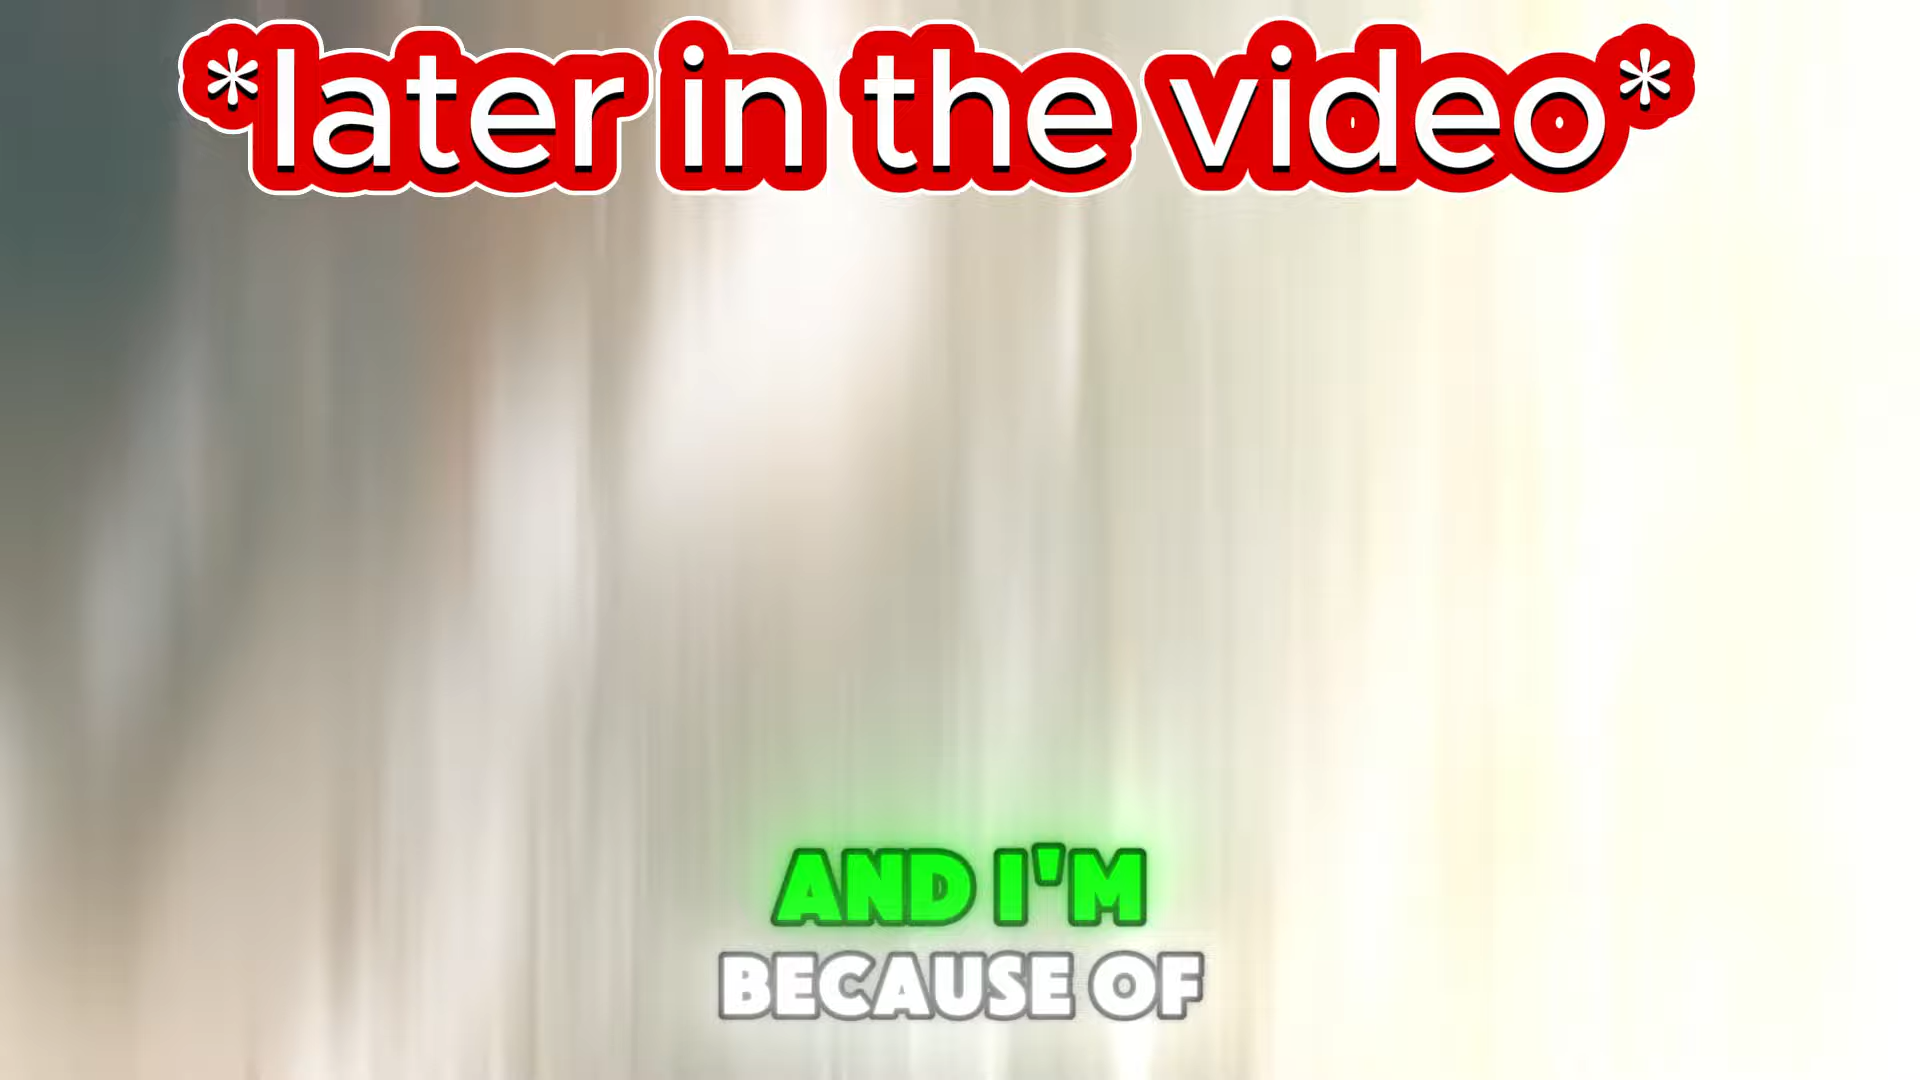 *later in the video*
AND I'M
BECAUSE OF